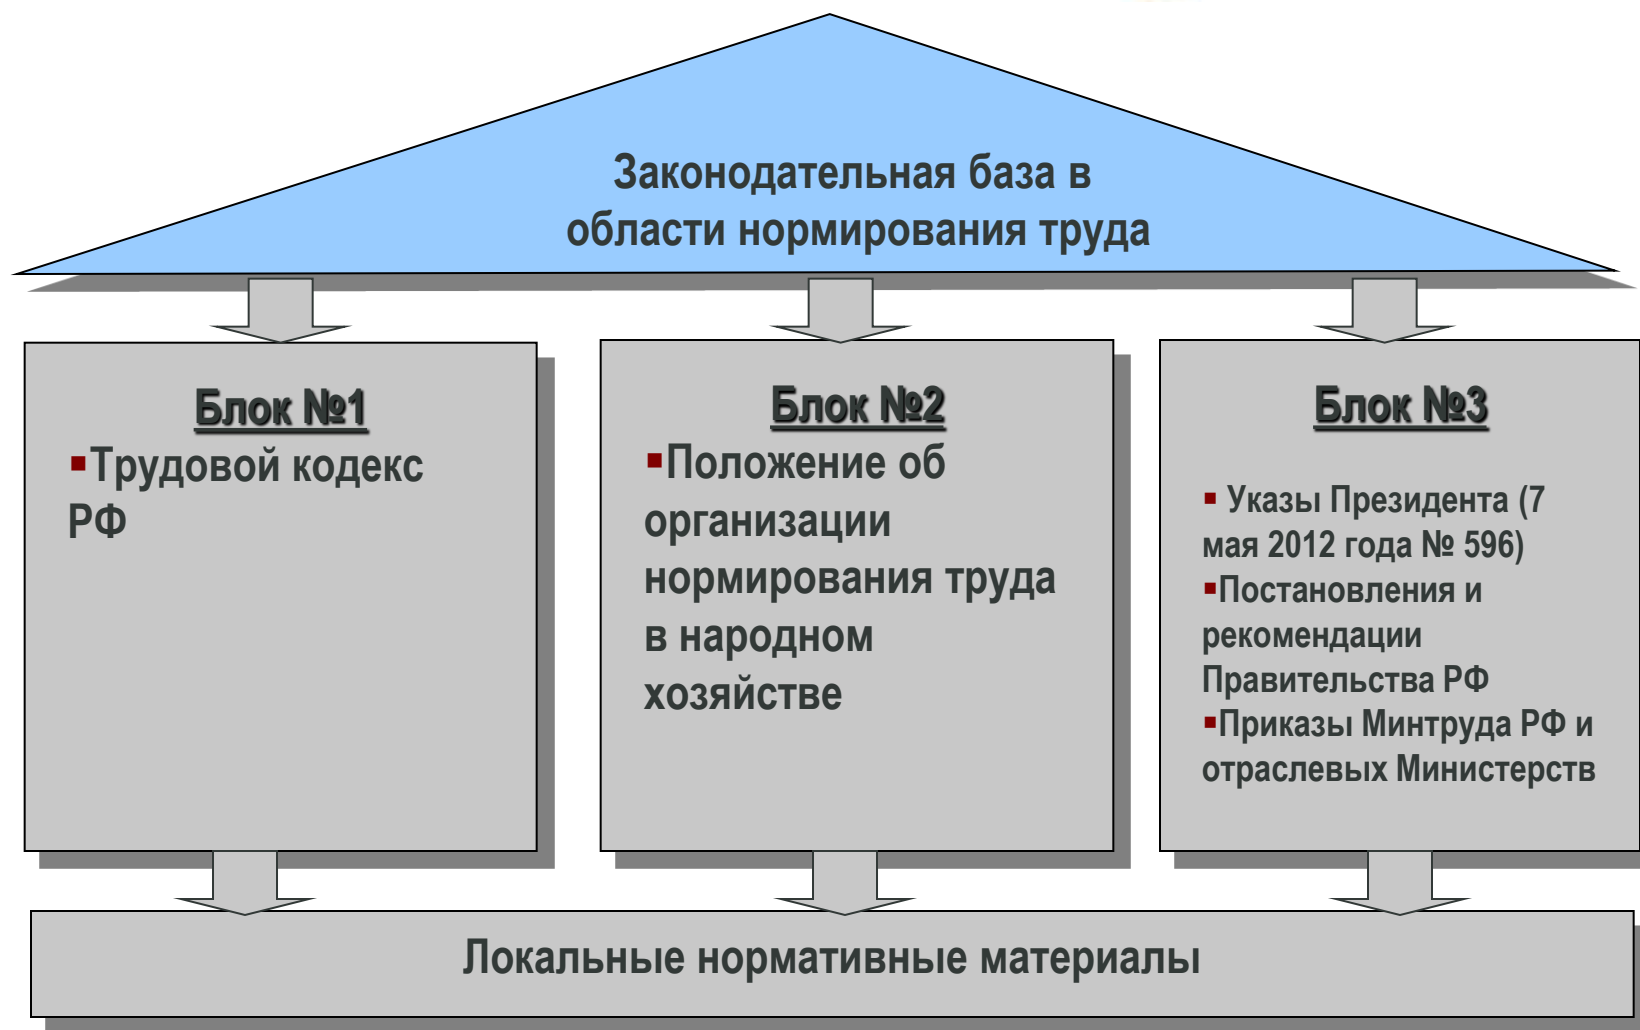 Законодательная база в
области нормирования труда
Блок №1
▪Трудовой кодекс
РФ
Блок №2
▪Положение об
организации
нормирования труда
в народном
хозяйстве
Блок №3
▪ Указы Президента (7
мая 2012 года № 596)
▪Постановления и
рекомендации
Правительства РФ
▪Приказы Минтруда РФ и
отраслевых Министерств
Локальные нормативные материалы